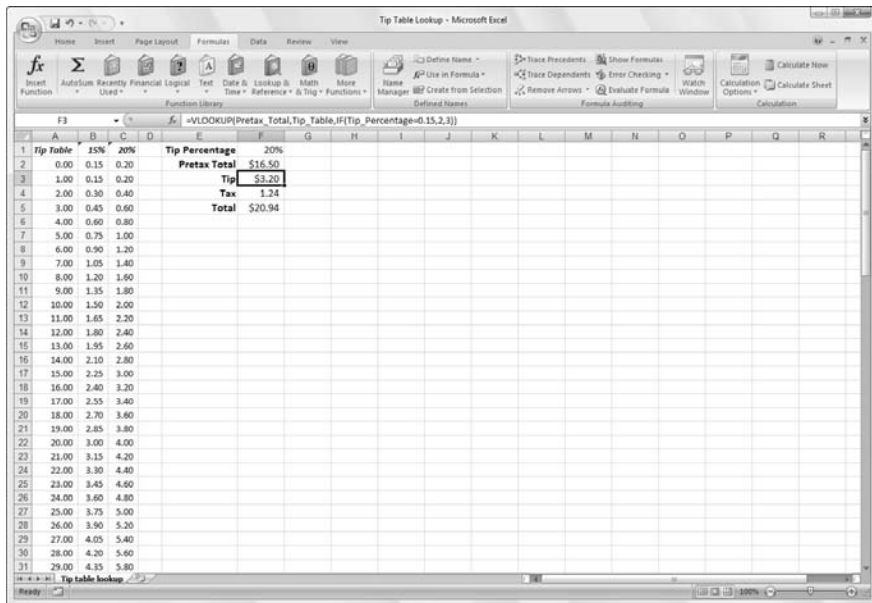 Tip Table Lookup - Microsoft Excel
Home Insert Page Layout Formulas Data Review View
Insert Function AutoSum Recently Used Financial Logical Text Date & Time Lookup & Reference Math & Trig More Functions
Function Library
Name Manager Define Name Use in Formula Create from Selection
Defined Names
Trace Precedents Trace Dependents Remove Arrows Show Formulas Error Checking Evaluate Formula Watch Window
Formula Auditing
Calculation Options Calculate Now Calculate Sheet
Calculation
F3 fx =VLOOKUP(Pretax_Total,Tip_Table,IF(Tip_Percentage=0.15,2,3))
A B C D E F G H I J K L M N O P Q R
1 Tip Table 15% 20% Tip Percentage 20%
2 0.00 0.15 0.20 Pretax Total $16.50
3 1.00 0.15 0.20 Tip $3.20
4 2.00 0.30 0.40 Tax 1.24
5 3.00 0.45 0.60 Total $20.94
6 4.00 0.60 0.80
7 5.00 0.75 1.00
8 6.00 0.90 1.20
9 7.00 1.05 1.40
10 8.00 1.20 1.60
11 9.00 1.35 1.80
12 10.00 1.50 2.00
13 11.00 1.65 2.20
14 12.00 1.80 2.40
15 13.00 1.95 2.60
16 14.00 2.10 2.80
17 15.00 2.25 3.00
18 16.00 2.40 3.20
19 17.00 2.55 3.40
20 18.00 2.70 3.60
21 19.00 2.85 3.80
22 20.00 3.00 4.00
23 21.00 3.15 4.20
24 22.00 3.30 4.40
25 23.00 3.45 4.60
26 24.00 3.60 4.80
27 25.00 3.75 5.00
28 26.00 3.90 5.20
29 27.00 4.05 5.40
30 28.00 4.20 5.60
31 29.00 4.35 5.80
Tip table lookup
Ready 100%